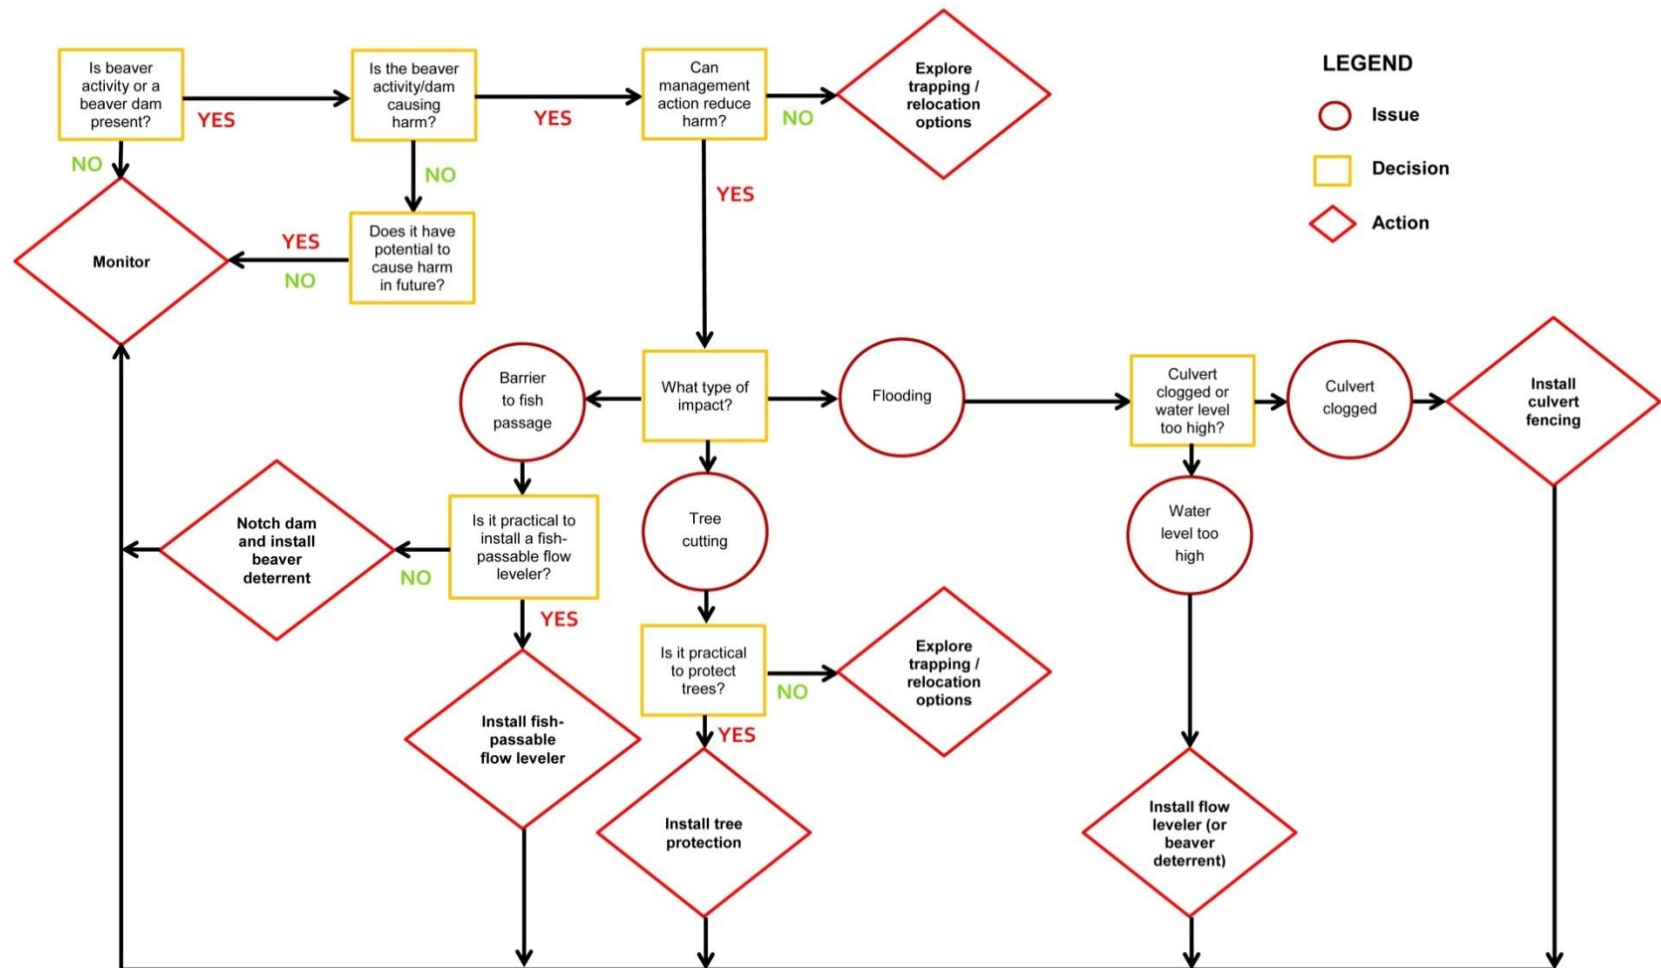 Is beaver
activity or a
beaver dam
present?
YES
Is the beaver
activity/dam
causing
harm?
YES
Can
management
action reduce
harm?
NO
Explore
trapping /
relocation
options
LEGEND
Issue
Decision
Action
NO
NO
YES
Monitor
YES
NO
Does it have
potential to
cause harm
in future?
Barrier
to fish
passage
What type of
impact?
Flooding
Culvert
clogged or
water level
too high?
Culvert
clogged
Install
culvert
fencing
Notch dam
and install
beaver
deterrent
NO
Is it practical to
install a fish-
passable flow
leveler?
YES
Tree
cutting
Water
level too
high
Is it practical
to protect
trees?
NO
YES
Explore
trapping /
relocation
options
Install fish-
passable
flow leveler
Install tree
protection
Install flow
leveler (or
beaver
deterrent)